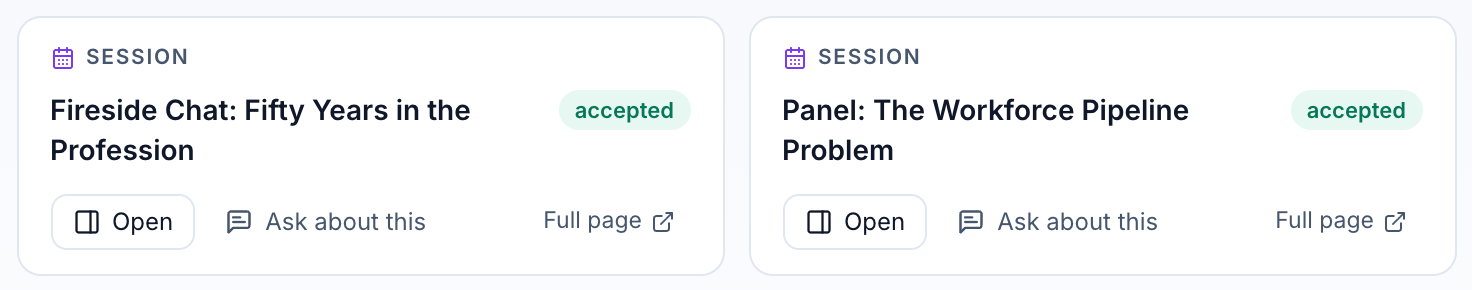 SESSION
Fireside Chat: Fifty Years in the
Profession
accepted
Open
Ask about this
Full page
SESSION
Panel: The Workforce Pipeline
Problem
accepted
Open
Ask about this
Full page